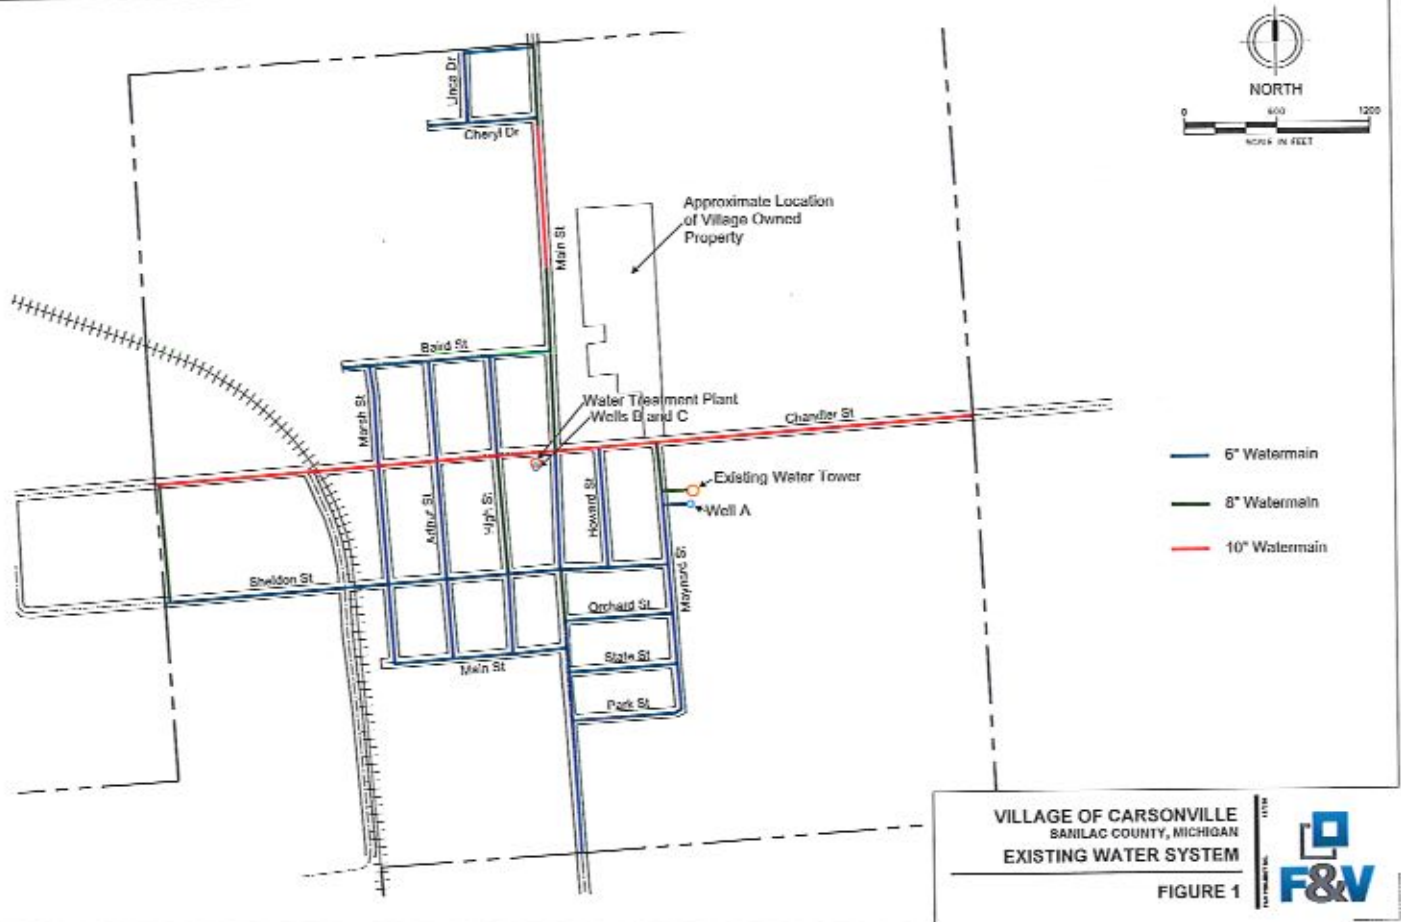 NORTH
0 600 1200
SCALE IN FEET
Linca Dr
Cheryl Dr
Main St
Approximate Location
of Village Owned
Property
Baird St
Marsh St
Water Treatment Plant
Wells B and C
Chandler St
Arthur St
High St
Howard St
Existing Water Tower
Well A
Maynard St
Sheldon St
Orchard St
State St
Main St
Park St
6" Watermain
8" Watermain
10" Watermain
VILLAGE OF CARSONVILLE
SANILAC COUNTY, MICHIGAN
EXISTING WATER SYSTEM
FIGURE 1
F&V